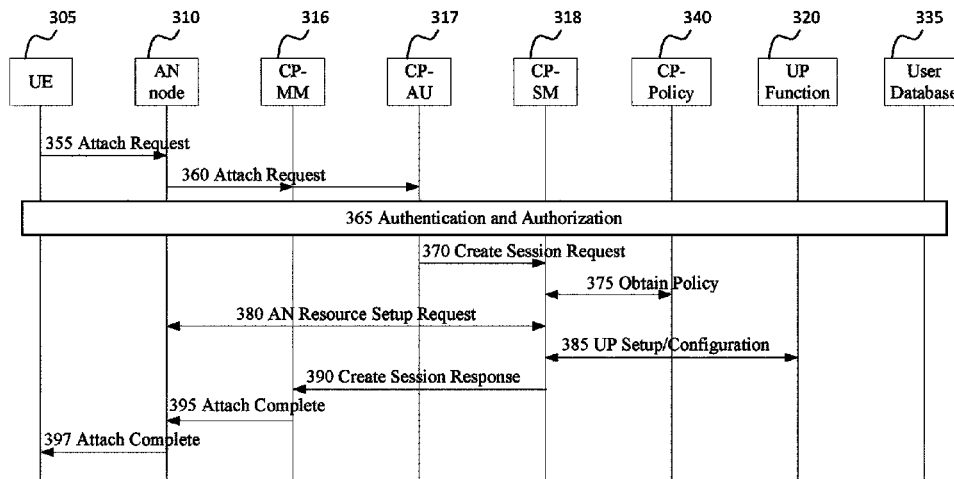 305
310
316
317
318
340
320
335
UE
AN
node
CP-
MM
CP-
AU
CP-
SM
CP-
Policy
UP
Function
User
Database
355 Attach Request
360 Attach Request
365 Authentication and Authorization
370 Create Session Request
375 Obtain Policy
380 AN Resource Setup Request
385 UP Setup/Configuration
390 Create Session Response
395 Attach Complete
397 Attach Complete